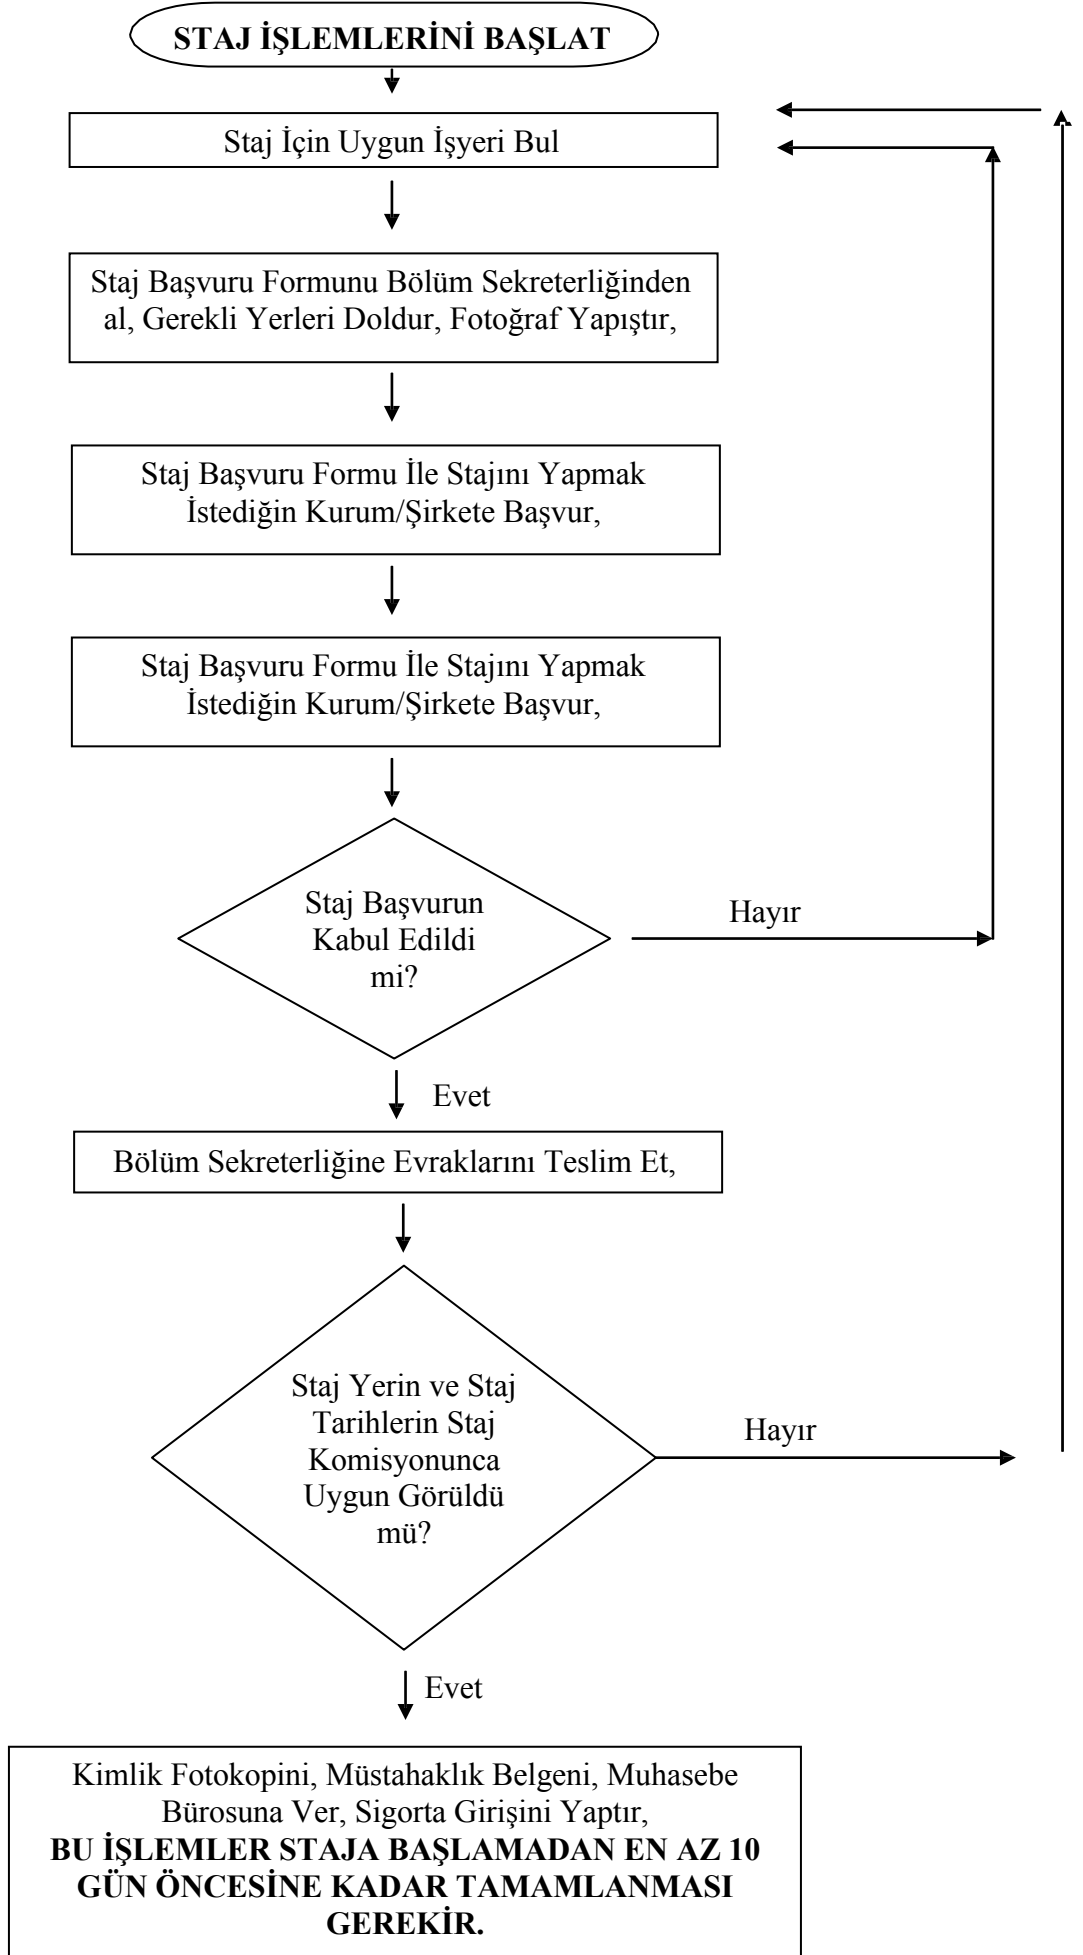 STAJ İŞLEMLERİNİ BAŞLAT
Staj İçin Uygun İşyeri Bul
Staj Başvuru Formunu Bölüm Sekreterliğinden
al, Gerekli Yerleri Doldur, Fotoğraf Yapıştır,
Staj Başvuru Formu İle Stajını Yapmak
İstediğin Kurum/Şirkete Başvur,
Staj Başvuru Formu İle Stajını Yapmak
İstediğin Kurum/Şirkete Başvur,
Staj Başvurun
Kabul Edildi
mi?
Hayır
Evet
Bölüm Sekreterliğine Evraklarını Teslim Et,
Staj Yerin ve Staj
Tarihlerin Staj
Komisyonunca
Uygun Görüldü
mü?
Hayır
Evet
Kimlik Fotokopini, Müstahaklık Belgeni, Muhasebe
Bürosuna Ver, Sigorta Girişini Yaptır,
BU İŞLEMLER STAJA BAŞLAMADAN EN AZ 10
GÜN ÖNCESİNE KADAR TAMAMLANMASI
GEREKİR.